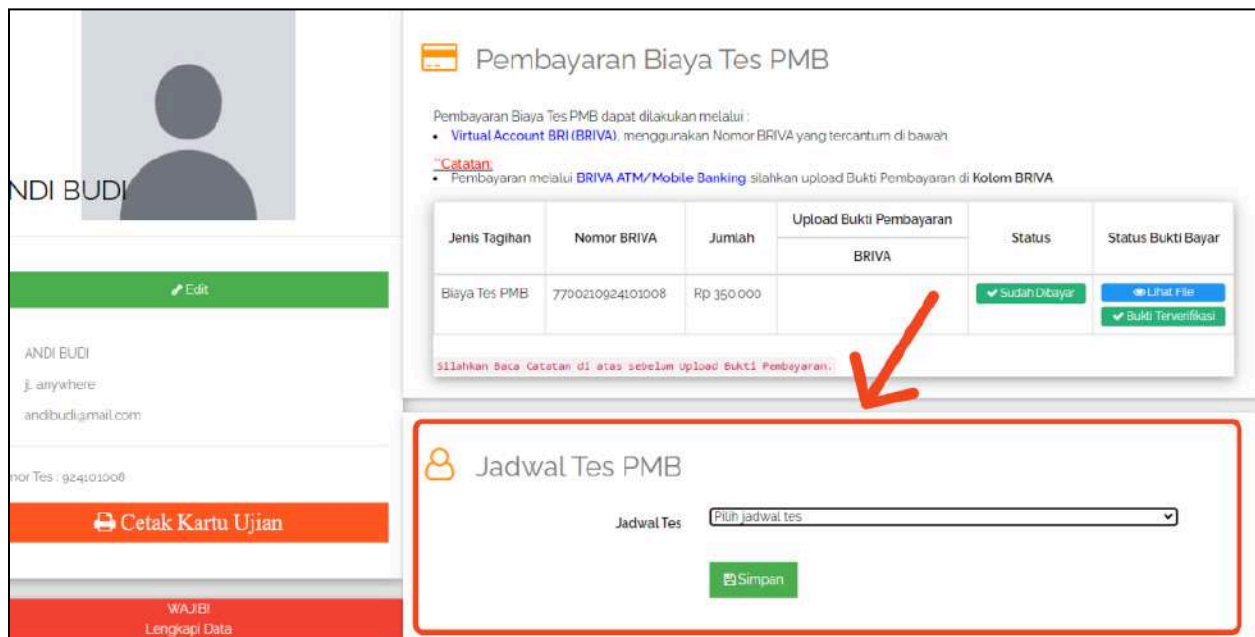 NDI BUDI
Edit
ANDI BUDI
jl. anywhere
andibudi@mail.com
mor Tes : 924101008
Cetak Kartu Ujian
WAJIB!
Lengkapi Data
Pembayaran Biaya Tes PMB
Pembayaran Biaya Tes PMB dapat dilakukan melalui :
• Virtual Account BRI (BRIVA), menggunakan Nomor BRIVA yang tercantum di bawah.
**Catatan:
• Pembayaran melalui BRIVA ATM/Mobile Banking silahkan upload Bukti Pembayaran di Kolom BRIVA
Jenis Tagihan Nomor BRIVA Jumlah Upload Bukti Pembayaran Status Status Bukti Bayar
BRIVA
Biaya Tes PMB 7700210924101008 Rp 350.000 Sudah Dibayar Lihat File
Bukti Terverifikasi
Silahkan Baca Catatan di atas sebelum Upload Bukti Pembayaran.
Jadwal Tes PMB
Jadwal Tes Pilih jadwal tes
Simpan